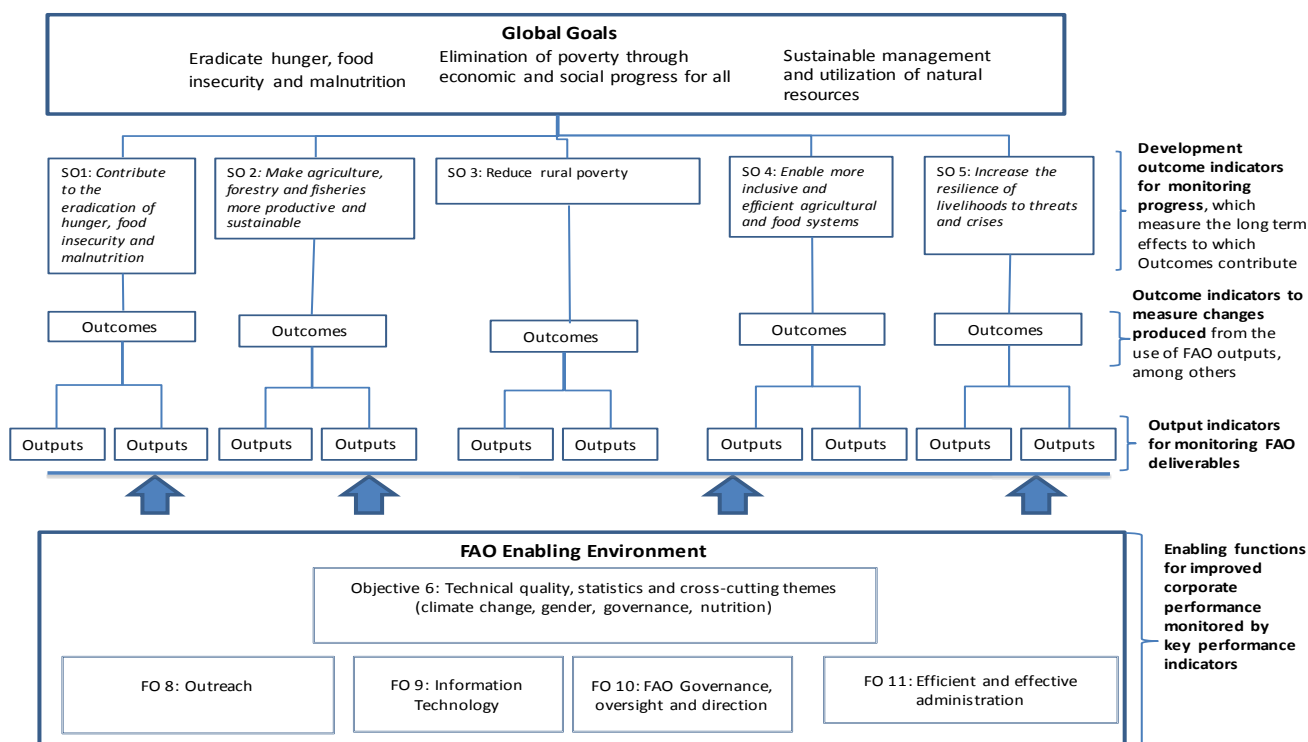 Global Goals
Eradicate hunger, food
insecurity and malnutrition
Elimination of poverty through
economic and social progress for all
Sustainable management
and utilization of natural
resources
SO1: Contribute
to the
eradication of
hunger, food
insecurity and
malnutrition
SO 2: Make agriculture,
forestry and fisheries
more productive and
sustainable
SO 3: Reduce rural poverty
SO 4: Enable more
inclusive and
efficient agricultural
and food systems
SO 5: Increase the
resilience of
livelihoods to threats
and crises
Development
outcome indicators
for monitoring
progress, which
measure the long term
effects to which
Outcomes contribute
Outcomes
Outcomes
Outcomes
Outcomes
Outcomes
Outcome indicators to
measure changes
produced from the
use of FAO outputs,
among others
Outputs
Outputs
Outputs
Outputs
Outputs
Outputs
Outputs
Outputs
Outputs
Outputs
Output indicators
for monitoring FAO
deliverables
FAO Enabling Environment
Objective 6: Technical quality, statistics and cross-cutting themes
(climate change, gender, governance, nutrition)
FO 8: Outreach
FO 9: Information
Technology
FO 10: FAO Governance,
oversight and direction
FO 11: Efficient and effective
administration
Enabling functions
for improved
corporate
performance
monitored by
key performance
indicators